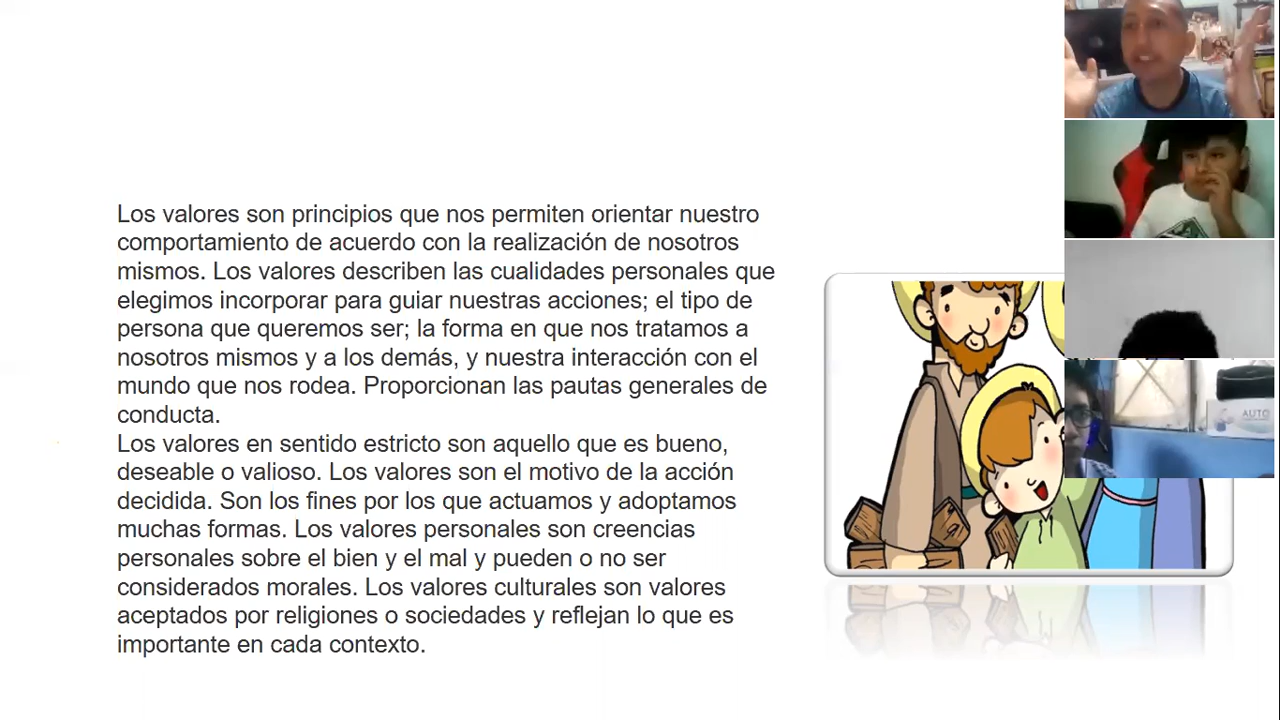 Los valores son principios que nos permiten orientar nuestro
comportamiento de acuerdo con la realización de nosotros
mismos. Los valores describen las cualidades personales que
elegimos incorporar para guiar nuestras acciones; el tipo de
persona que queremos ser; la forma en que nos tratamos a
nosotros mismos y a los demás, y nuestra interacción con el
mundo que nos rodea. Proporcionan las pautas generales de
conducta.
Los valores en sentido estricto son aquello que es bueno,
deseable o valioso. Los valores son el motivo de la acción
decidida. Son los fines por los que actuamos y adoptamos
muchas formas. Los valores personales son creencias
personales sobre el bien y el mal y pueden o no ser
considerados morales. Los valores culturales son valores
aceptados por religiones o sociedades y reflejan lo que es
importante en cada contexto.
AUTO